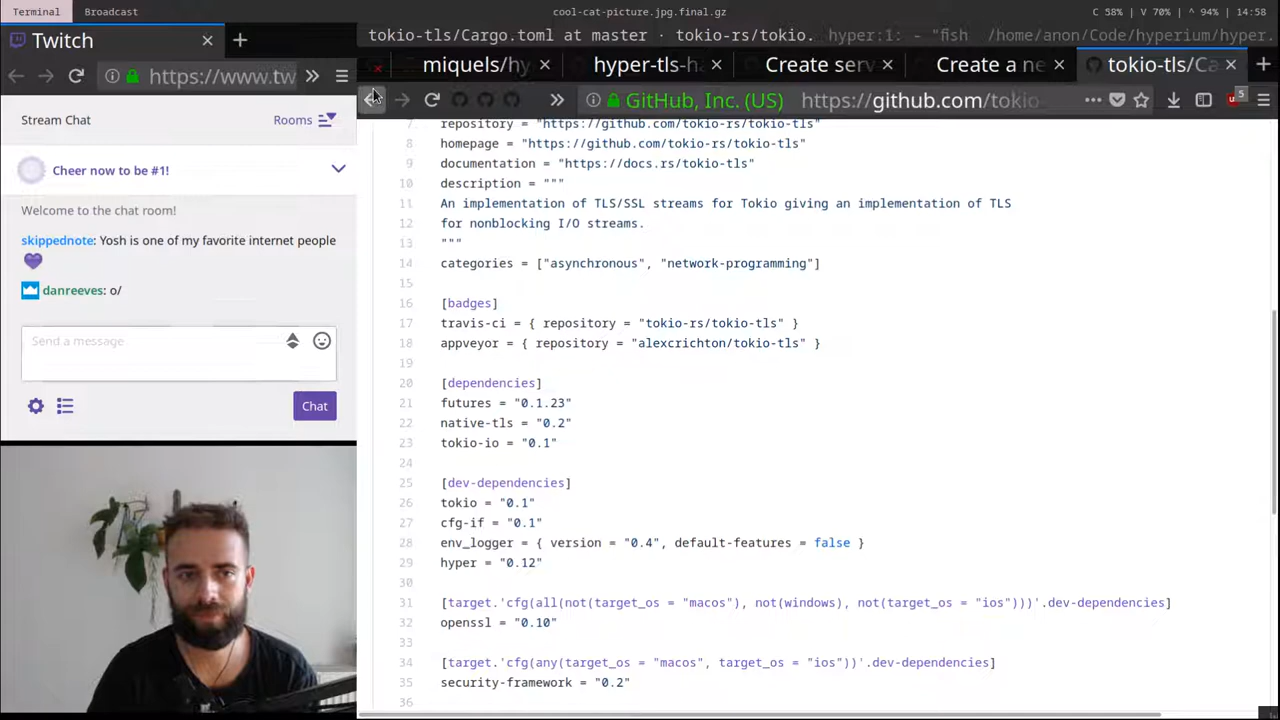 Terminal
Broadcast
cool-cat-picture.jpg.final.gz
C 58% | V 70% | ^ 94% | 14:58
Twitch
https://www.tw
Stream Chat
Rooms
Cheer now to be #1!
Welcome to the chat room!
skippednote: Yosh is one of my favorite internet people
danreeves: o/
Send a message
Chat
tokio-tls/Cargo.toml at master · tokio-rs/tokio.
hyper:1: - "fish /home/anon/Code/hyperium/hyper.
miquels/hy
hyper-tls-ha
Create serv
Create a ne
tokio-tls/Ca
GitHub, Inc. (US)
https://github.com/tokio
5
7 repository = "https://github.com/tokio-rs/tokio-tls"
8 homepage = "https://github.com/tokio-rs/tokio-tls"
9 documentation = "https://docs.rs/tokio-tls"
10 description = """
11 An implementation of TLS/SSL streams for Tokio giving an implementation of TLS
12 for nonblocking I/O streams.
13 """
14 categories = ["asynchronous", "network-programming"]
15
16 [badges]
17 travis-ci = { repository = "tokio-rs/tokio-tls" }
18 appveyor = { repository = "alexcrichton/tokio-tls" }
19
20 [dependencies]
21 futures = "0.1.23"
22 native-tls = "0.2"
23 tokio-io = "0.1"
24
25 [dev-dependencies]
26 tokio = "0.1"
27 cfg-if = "0.1"
28 env_logger = { version = "0.4", default-features = false }
29 hyper = "0.12"
30
31 [target.'cfg(all(not(target_os = "macos"), not(windows), not(target_os = "ios")))'.dev-dependencies]
32 openssl = "0.10"
33
34 [target.'cfg(any(target_os = "macos", target_os = "ios"))'.dev-dependencies]
35 security-framework = "0.2"
36